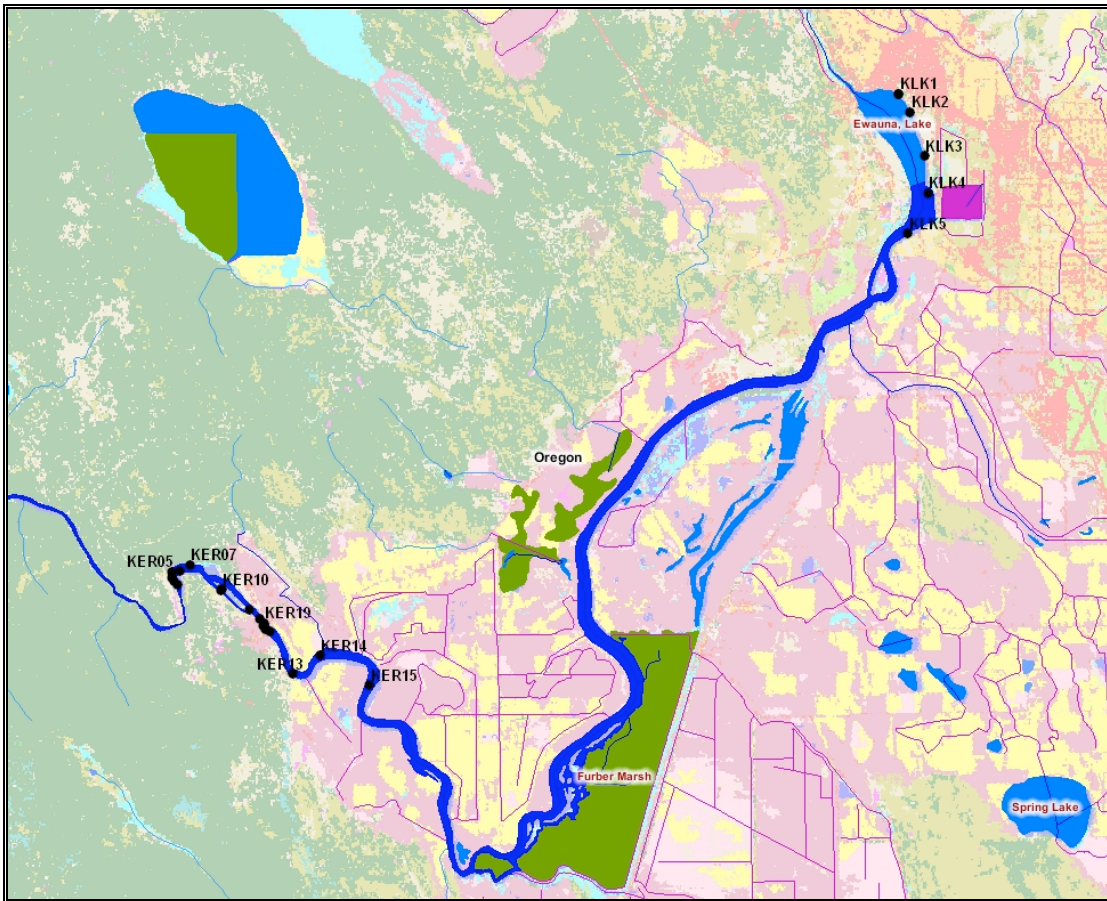 KLK1
KLK2
Ewauna, Lake
KLK3
KLK4
KLK5
Oregon
KER05
KER07
KER10
KER19
KER14
KER13
KER15
Furber Marsh
Spring Lake